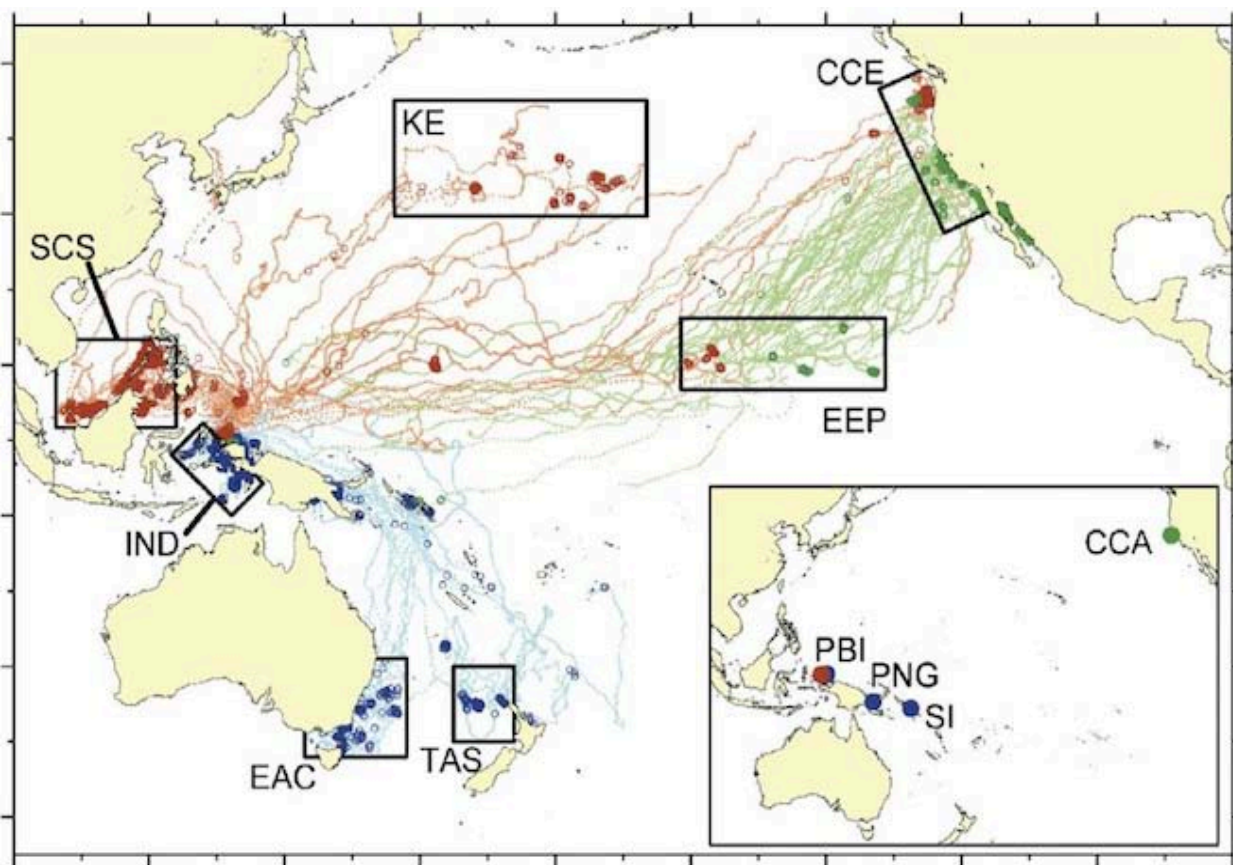 CCE
KE
SCS
EEP
IND
CCA
PBI
PNG
SI
TAS
EAC